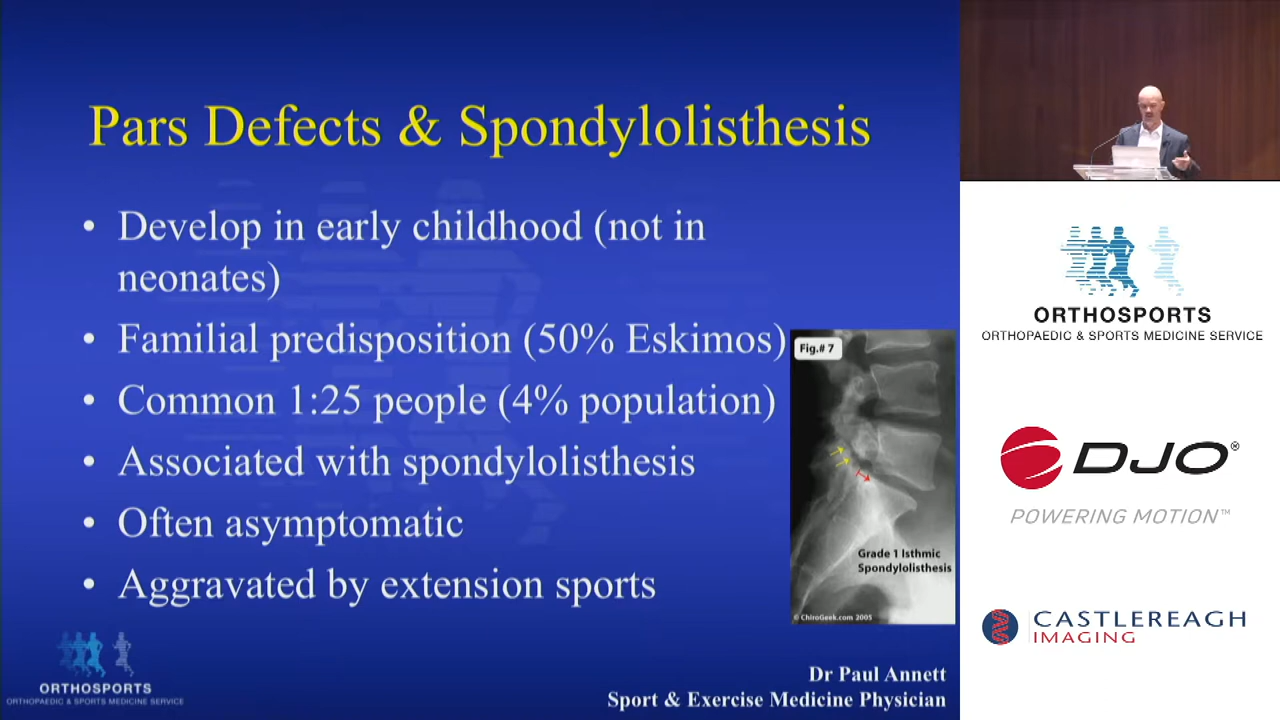 Pars Defects & Spondylolisthesis
• Develop in early childhood (not in
neonates)
• Familial predisposition (50% Eskimos)
• Common 1:25 people (4% population)
• Associated with spondylolisthesis
• Often asymptomatic
• Aggravated by extension sports
Fig.# 7
Grade 1 Isthmic
Spondylolisthesis
© ChiroGeek.com 2005
ORTHOSPORTS
ORTHOPAEDIC & SPORTS MEDICINE SERVICE
Dr Paul Annett
Sport & Exercise Medicine Physician
ORTHOSPORTS
ORTHOPAEDIC & SPORTS MEDICINE SERVICE
DJO®
POWERING MOTION™
CASTLEREAGH
IMAGING